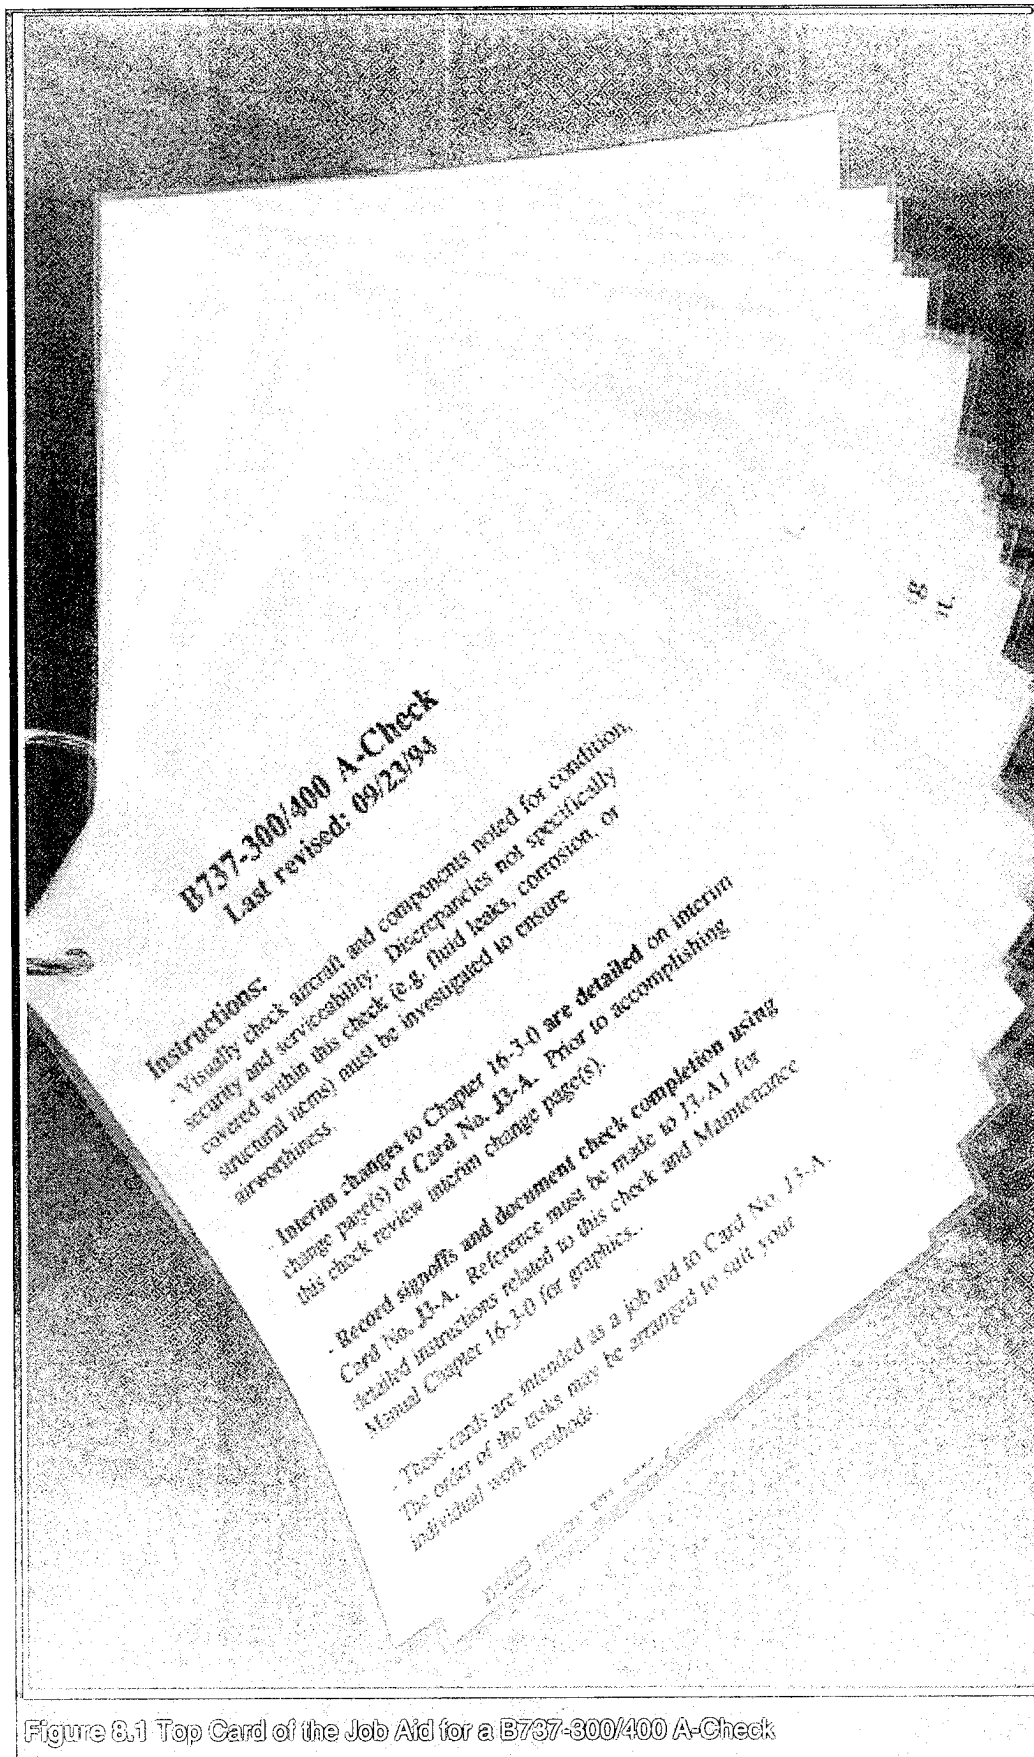 B737-300/400 A-Check
Last revised: 09/23/94
Instructions:
- Visually check aircraft and components noted for condition,
security and serviceability. Discrepancies not specifically
covered within this check (e.g. fluid leaks, corrosion, or
structural items) must be investigated to ensure
airworthiness.
- Interim changes to Chapter 16-3-0 are detailed on interim
change page(s) of Card No. J3-A. Prior to accomplishing
this check review interim change page(s).
- Record signoffs and document check completion using
Card No. J3-A. Reference must be made to J3-A1 for
detailed instructions related to this check and Maintenance
Manual Chapter 16-3-0 for graphics..
- These cards are intended as a job aid to Card No. J3-A.
The order of the tasks may be arranged to suit your
individual work methods.
Figure 8.1 Top Card of the Job Aid for a B737-300/400 A-Check